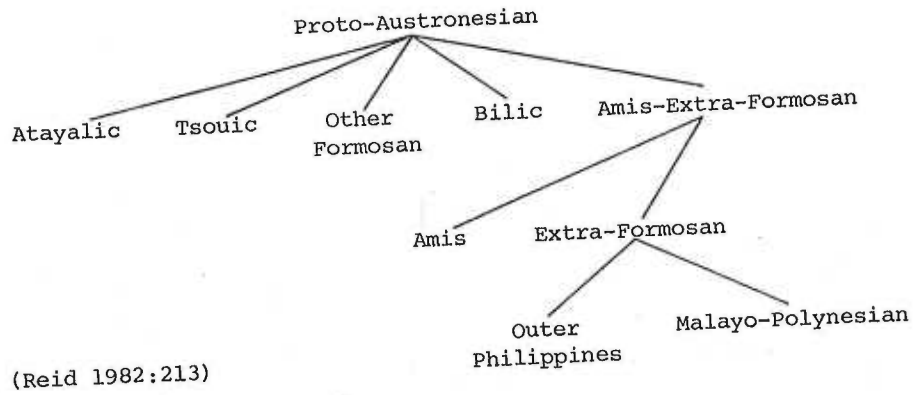 Proto-Austronesian
Atayalic
Tsouic
Other
Formosan
Bilic
Amis-Extra-Formosan
Amis
Extra-Formosan
Outer
Philippines
Malayo-Polynesian
(Reid 1982:213)